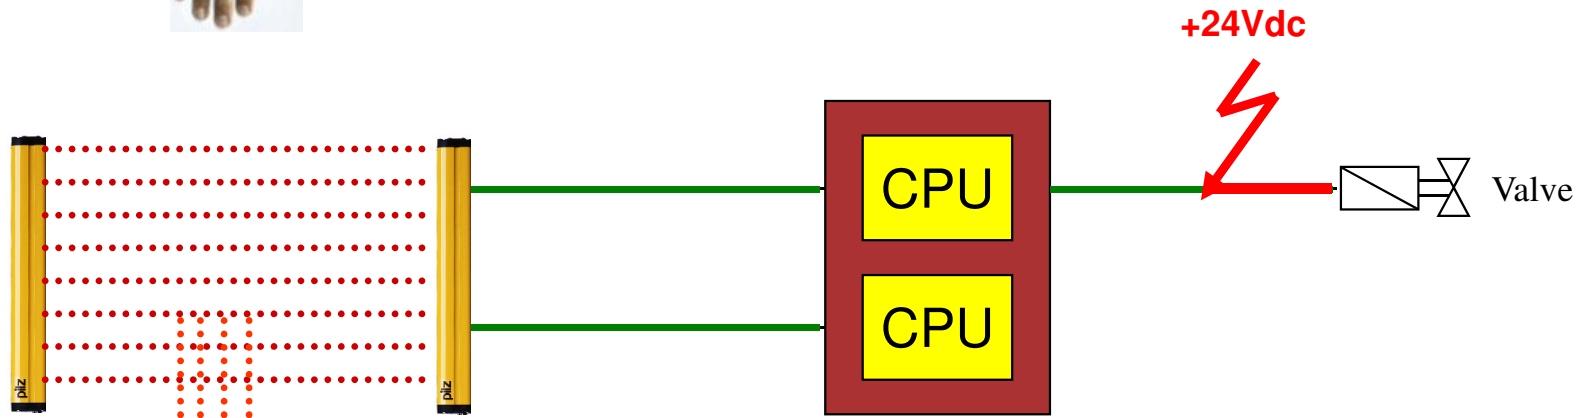 +24Vdc
CPU
Valve
CPU
pilz
pilz